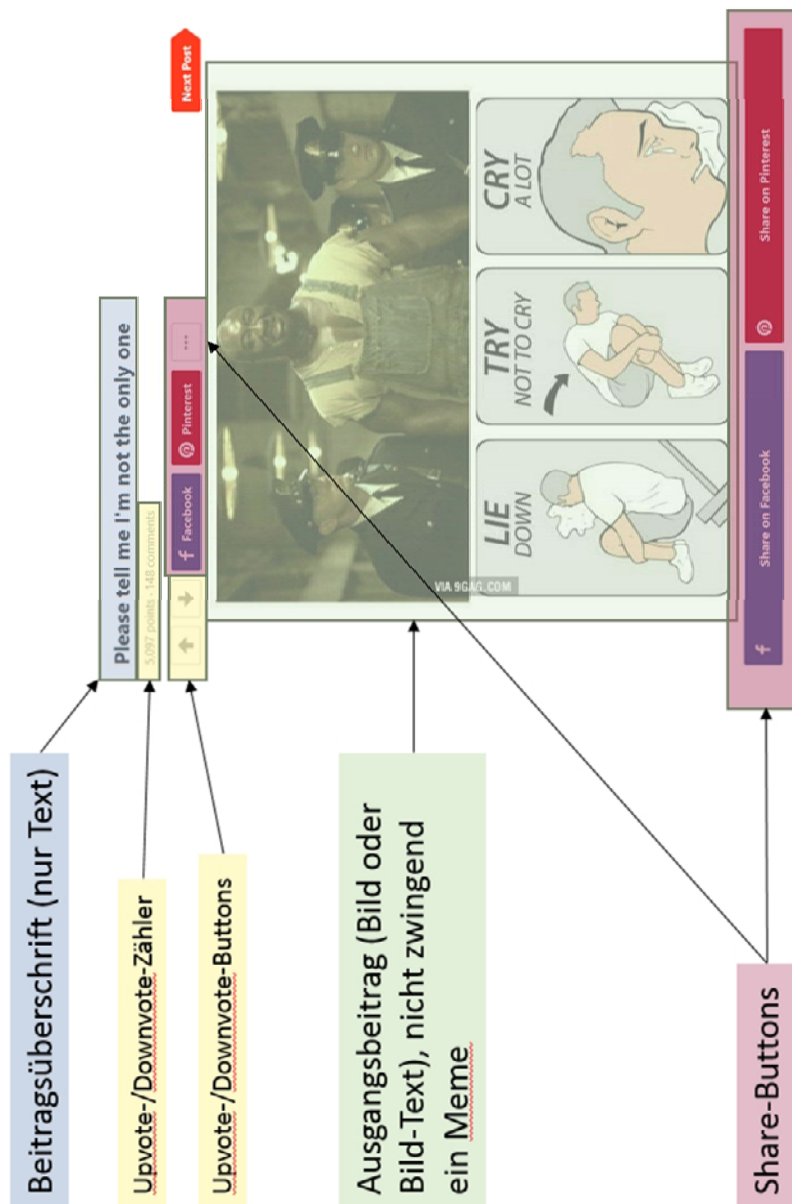 Beitragsüberschrift (nur Text)
Upvote-/Downvote-Zähler
Upvote-/Downvote-Buttons
Ausgangsbeitrag (Bild oder
Bild-Text), nicht zwingend
ein Meme
Share-Buttons
Please tell me I'm not the only one
5,097 points · 148 comments
f Facebook
Pinterest
...
Next Post
VIA 9GAG.COM
LIE
DOWN
TRY
NOT TO CRY
CRY
A LOT
f Share on Facebook
Share on Pinterest